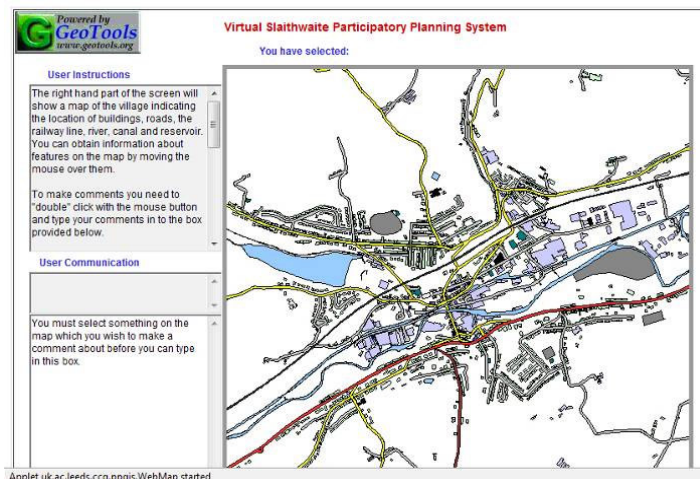 Powered by
GeoTools
www.geotools.org
Virtual Slaithwaite Participatory Planning System
You have selected:
User Instructions
The right hand part of the screen will
show a map of the village indicating
the location of buildings, roads, the
railway line, river, canal and reservoir.
You can obtain information about
features on the map by moving the
mouse over them.
To make comments you need to
"double" click with the mouse button
and type your comments in to the box
provided below.
User Communication
You must select something on the
map which you wish to make a
comment about before you can type
in this box.
Applet uk.ac.leeds.ccg.ppgis.WebMap started